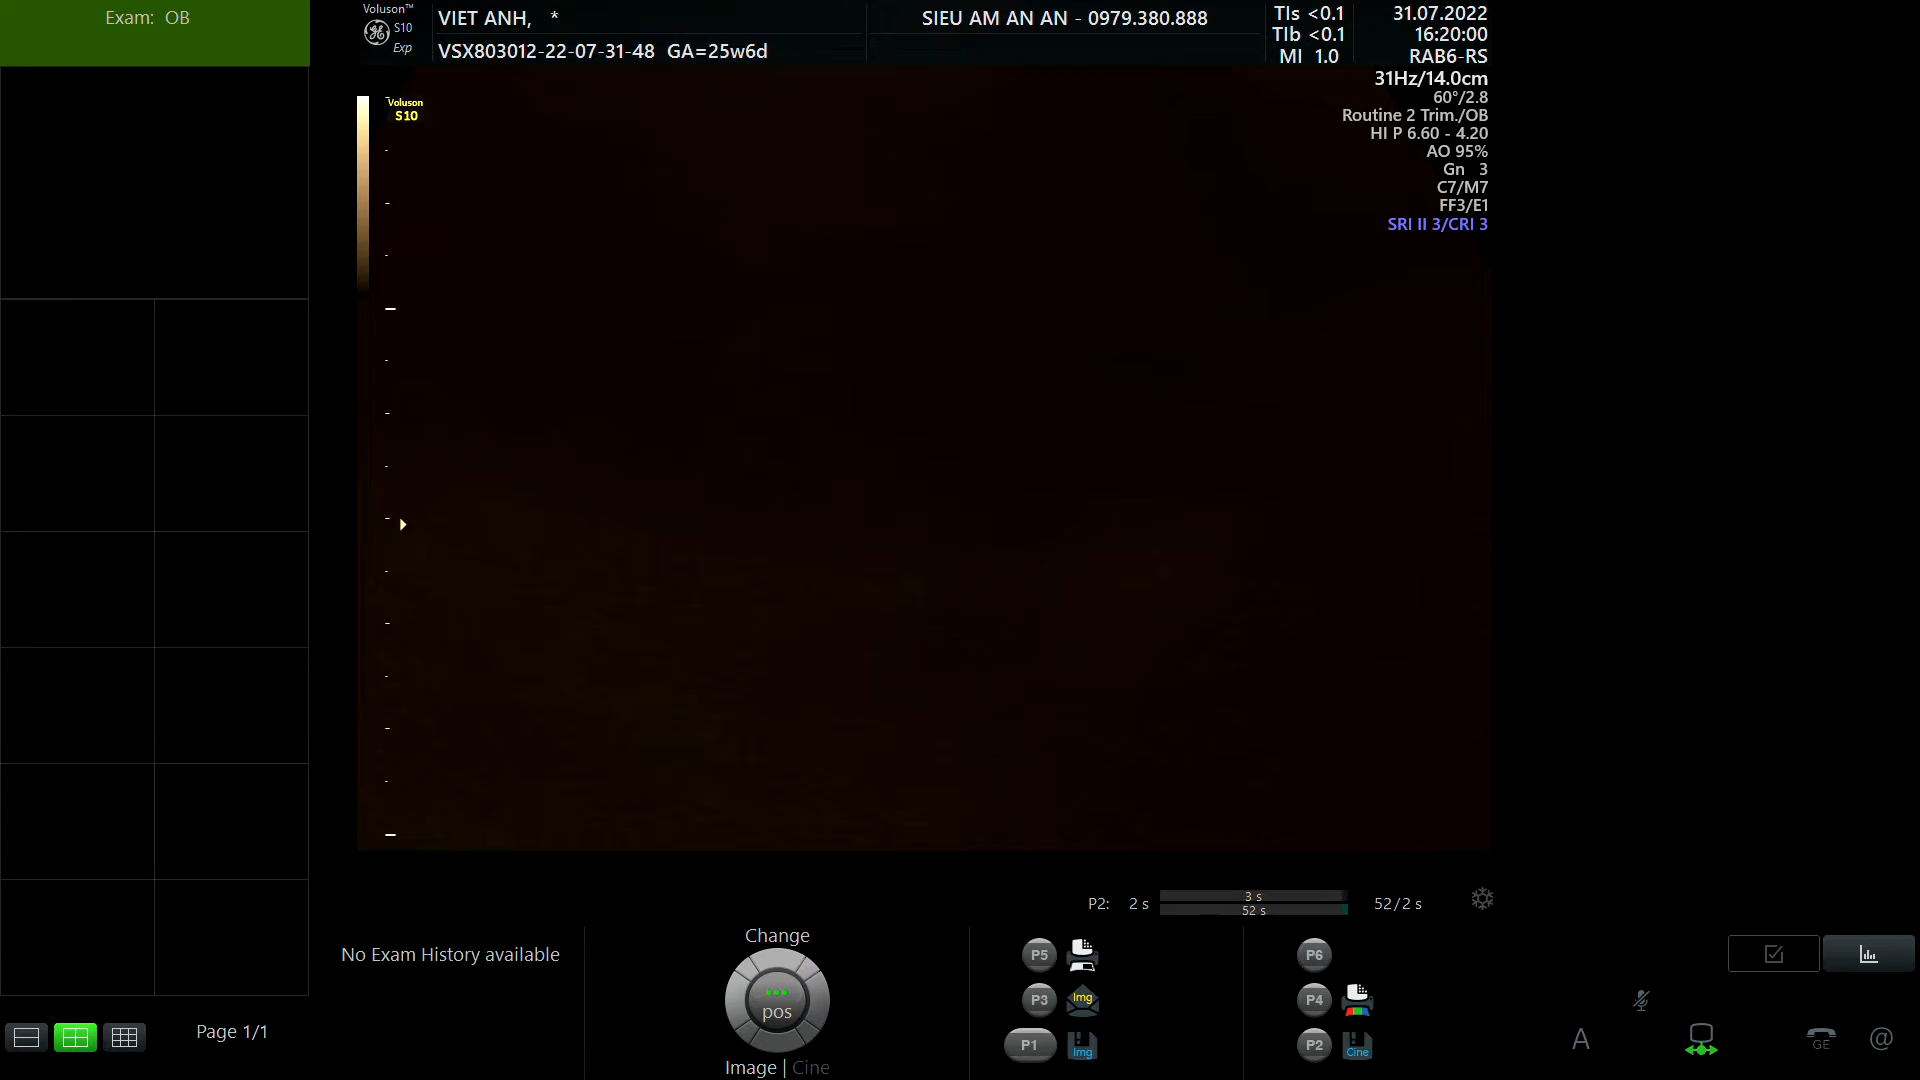 Exam: OB
Voluson™
S10
Exp
VIET ANH, *
VSX803012-22-07-31-48 GA=25w6d
SIEU AM AN AN - 0979.380.888
TIs <0.1
TIb <0.1
MI 1.0
31.07.2022
16:20:00
RAB6-RS
31Hz/14.0cm
60°/2.8
Routine 2 Trim./OB
HI P 6.60 - 4.20
AO 95%
Gn 3
C7/M7
FF3/E1
SRI II 3/CRI 3
Voluson
S10
P2: 2 s
3 s
52 s
52/2 s
No Exam History available
Change
pos
Image | Cine
P5
P3 Img
P1 Img
P6
P4
P2 Cine
Page 1/1
A
GE
@